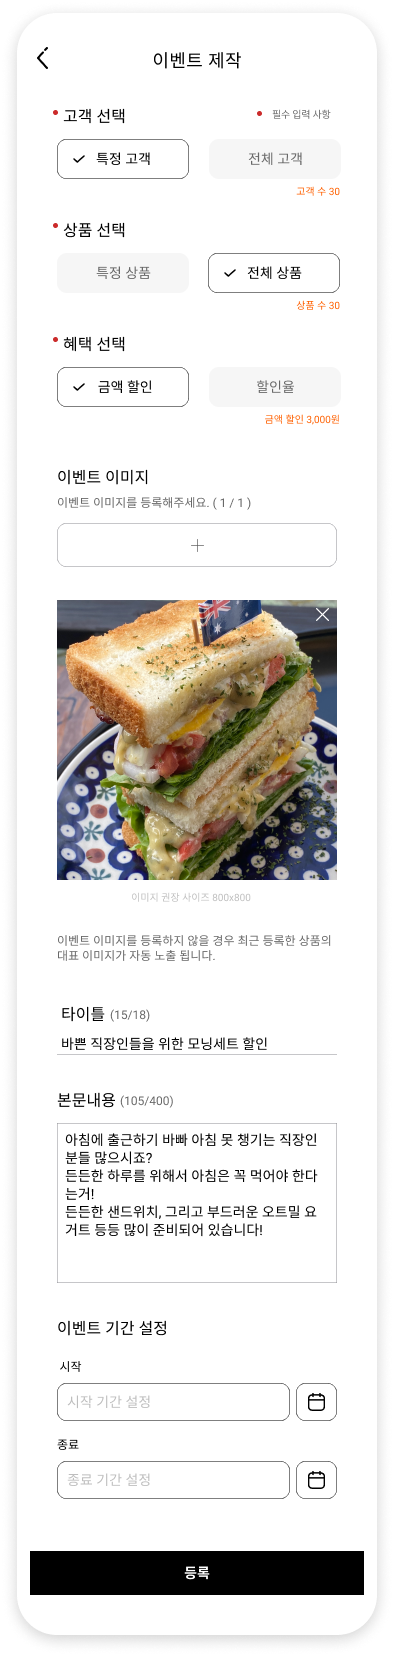 이벤트 제작
고객 선택
필수 입력 사항
특정 고객
전체 고객
고객 수 30
상품 선택
특정 상품
전체 상품
상품 수 30
혜택 선택
금액 할인
할인율
금액 할인 3,000원
이벤트 이미지
이벤트 이미지를 등록해주세요. ( 1 / 1 )
이미지 권장 사이즈 800x800
이벤트 이미지를 등록하지 않을 경우 최근 등록한 상품의
대표 이미지가 자동 노출 됩니다.
타이틀 (15/18)
바쁜 직장인들을 위한 모닝세트 할인
본문내용 (105/400)
아침에 출근하기 바빠 아침 못 챙기는 직장인
분들 많으시죠?
든든한 하루를 위해서 아침은 꼭 먹어야 한다
는거!
든든한 샌드위치, 그리고 부드러운 오트밀 요
거트 등등 많이 준비되어 있습니다!
이벤트 기간 설정
시작
시작 기간 설정
종료
종료 기간 설정
등록